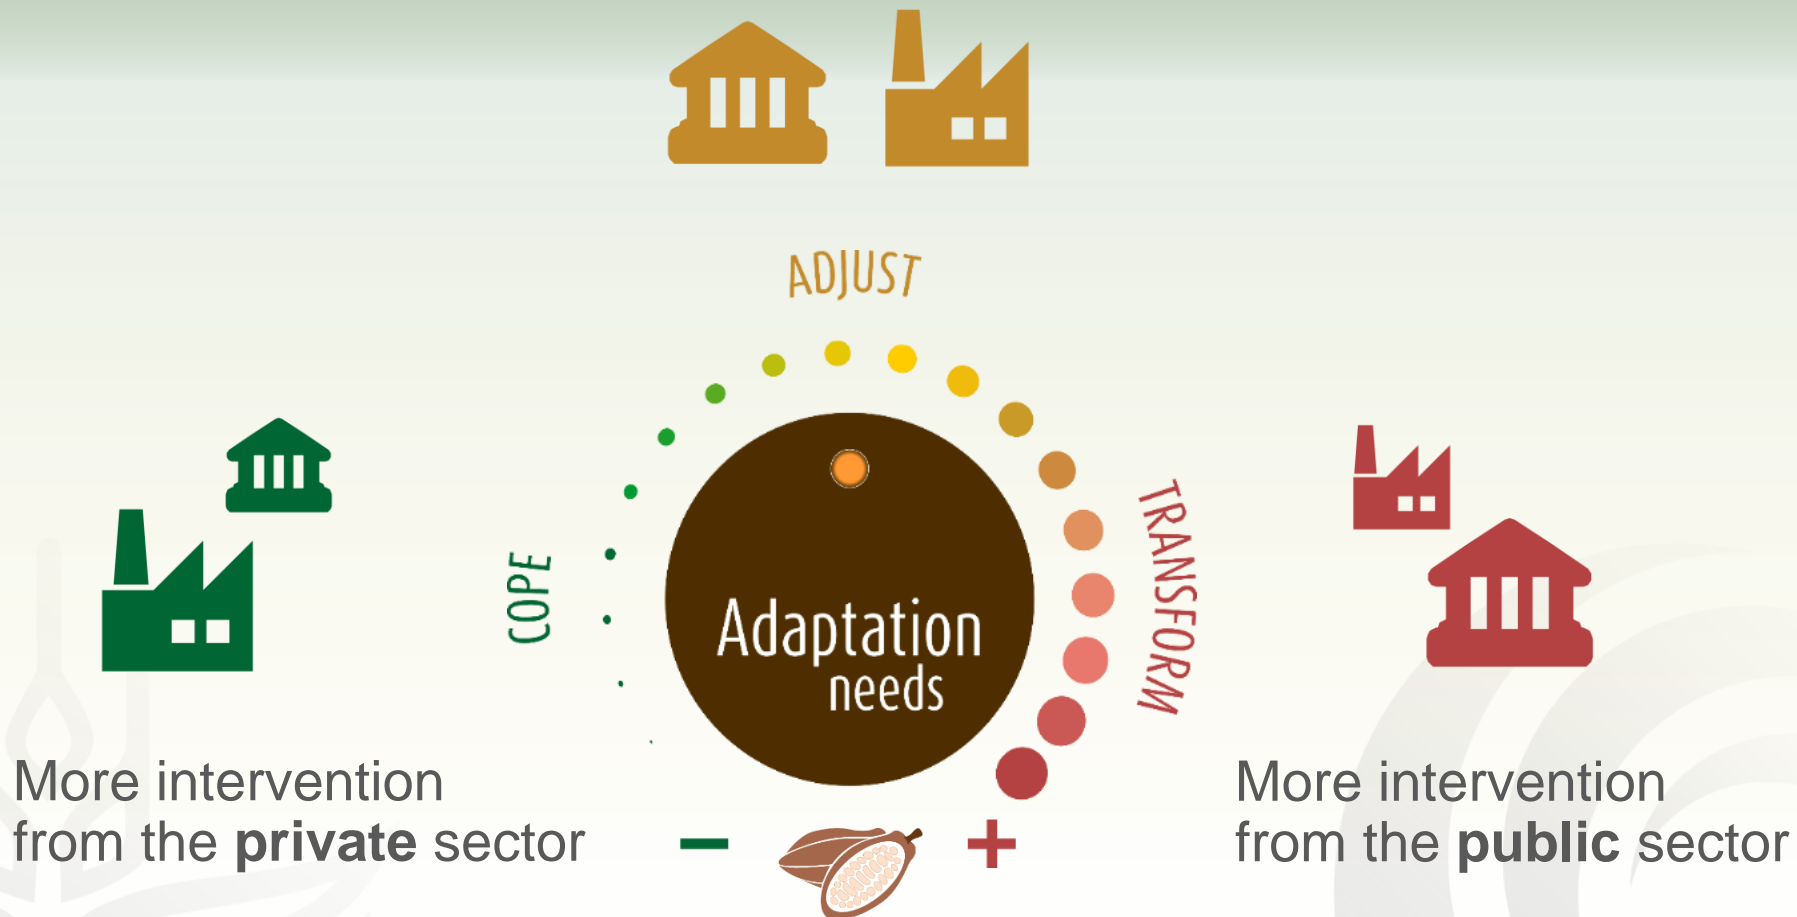 ADJUST
COPE
TRANSFORM
Adaptation
needs
More intervention
from the private sector
− +
More intervention
from the public sector